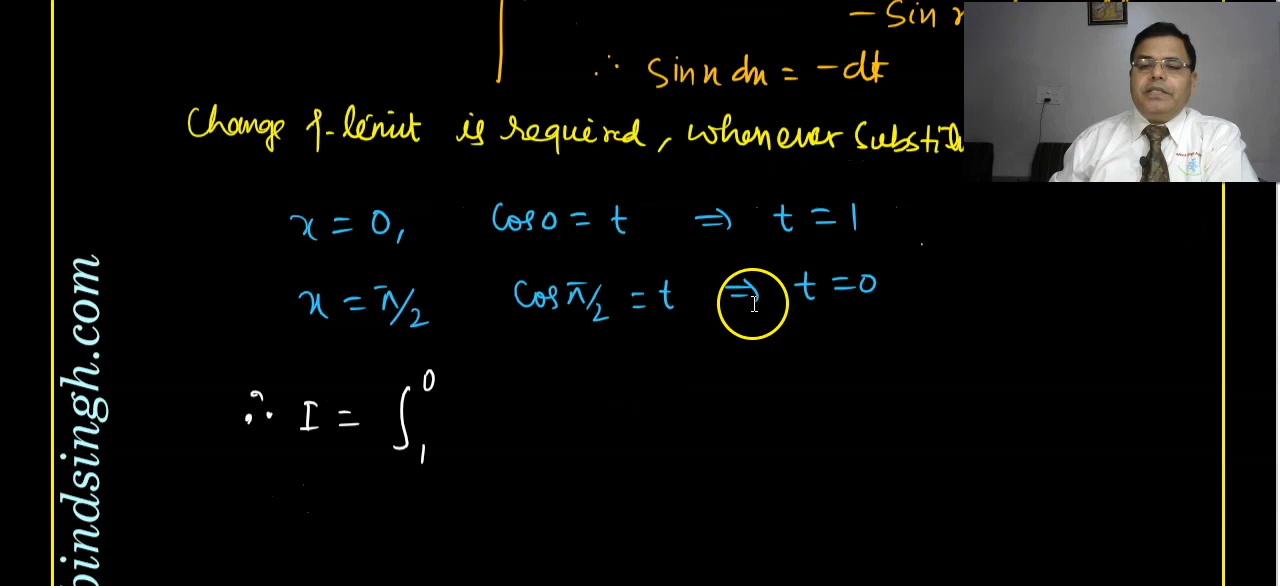 - Sin x
∴ Sin x dx = -dt
Change of limit is required, whenever Substitu
x = 0, Cos 0 = t ⇒ t = 1
x = π/2 Cos π/2 = t ⇒ t = 0
∴ I = ∫₁⁰
bindsingh.com